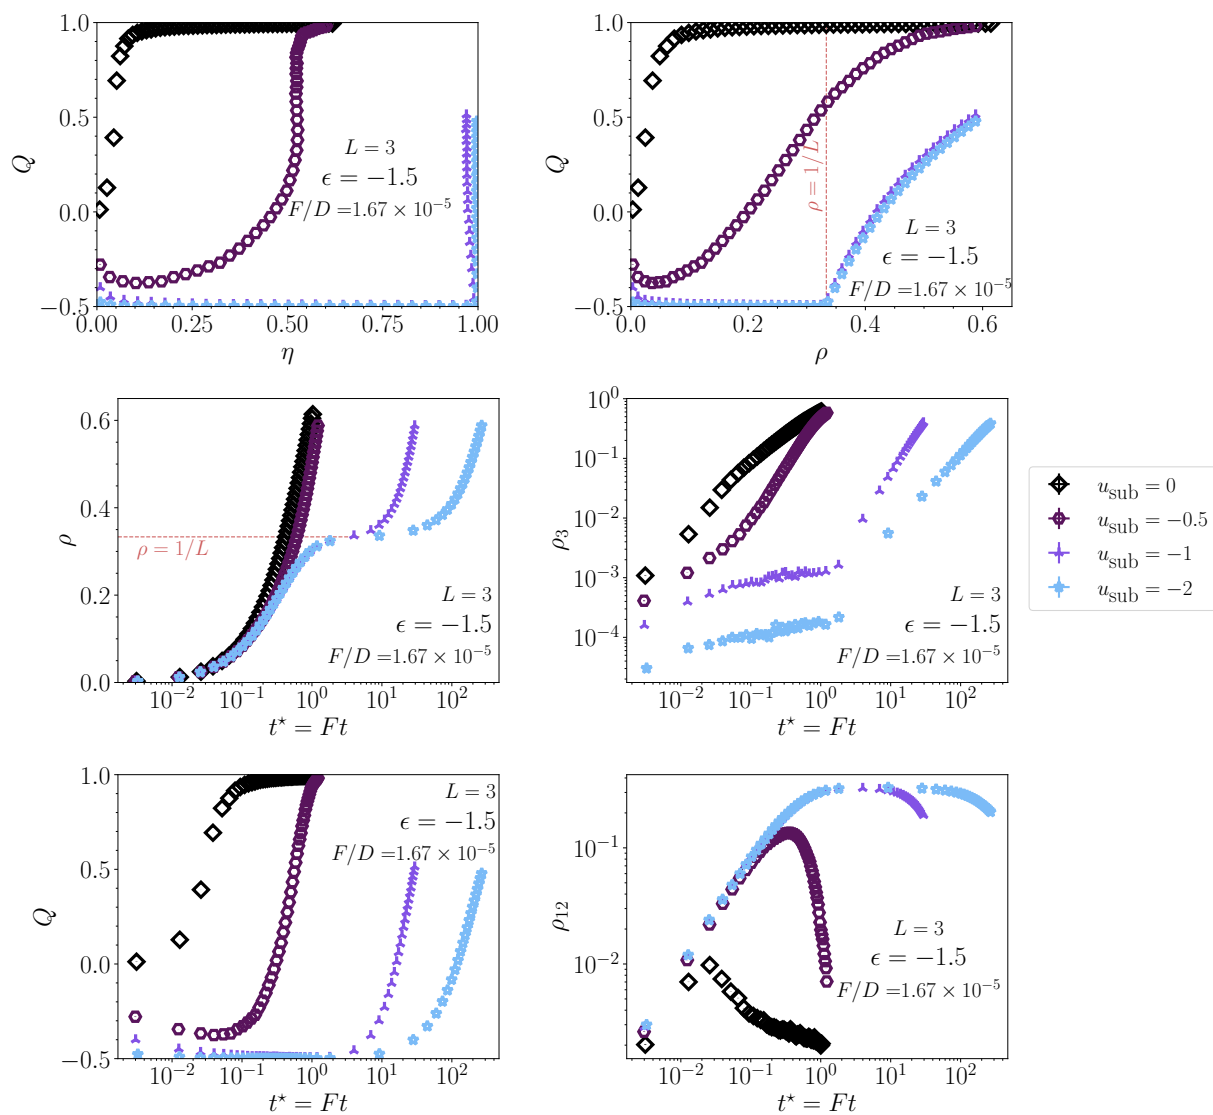 1.0
0.5
0.0
−0.5
Q
0.00
0.25
0.50
0.75
1.00
η
L = 3
ϵ = −1.5
F/D =1.67 × 10⁻⁵
1.0
0.5
0.0
−0.5
Q
0.0
0.2
0.4
0.6
ρ
ρ = 1/L
L = 3
ϵ = −1.5
F/D =1.67 × 10⁻⁵
0.6
0.4
0.2
0.0
ρ
10⁻²
10⁻¹
10⁰
10¹
10²
t⋆ = Ft
ρ = 1/L
L = 3
ϵ = −1.5
F/D =1.67 × 10⁻⁵
10⁰
10⁻¹
10⁻²
10⁻³
10⁻⁴
ρ₃
10⁻²
10⁻¹
10⁰
10¹
10²
t⋆ = Ft
L = 3
ϵ = −1.5
F/D =1.67 × 10⁻⁵
u_sub = 0
u_sub = −0.5
u_sub = −1
u_sub = −2
1.0
0.5
0.0
−0.5
Q
10⁻²
10⁻¹
10⁰
10¹
10²
t⋆ = Ft
L = 3
ϵ = −1.5
F/D =1.67 × 10⁻⁵
10⁻¹
10⁻²
ρ₁₂
10⁻²
10⁻¹
10⁰
10¹
10²
t⋆ = Ft
L = 3
ϵ = −1.5
F/D =1.67 × 10⁻⁵